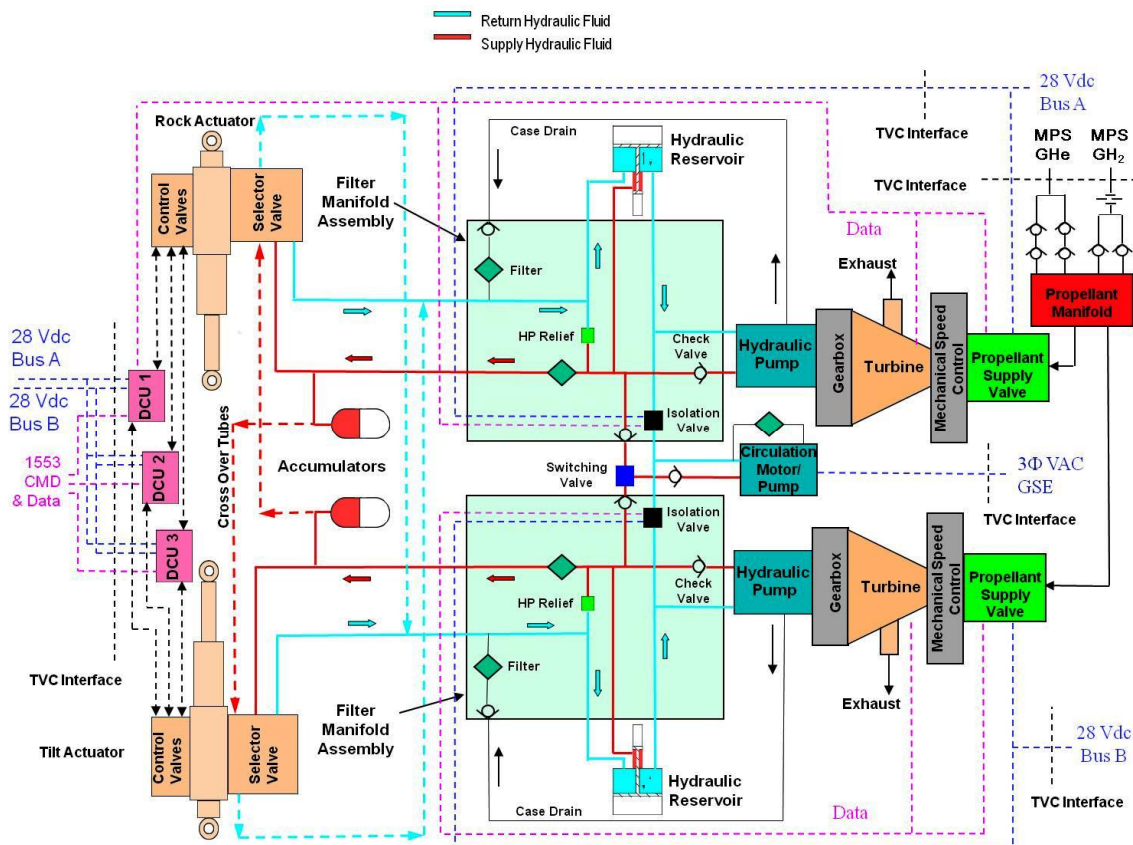 Return Hydraulic Fluid
Supply Hydraulic Fluid
28 Vdc
Bus A
TVC Interface
MPS
GHe
MPS
GH2
TVC Interface
Rock Actuator
Case Drain
Hydraulic
Reservoir
Control
Valves
Selector
Valve
Filter
Manifold
Assembly
Data
Exhaust
Filter
Propellant
Manifold
HP Relief
Check
Valve
Hydraulic
Pump
Gearbox
Turbine
Mechanical Speed
Control
Propellant
Supply
Valve
28 Vdc
Bus A
28 Vdc
Bus B
DCU 1
Isolation
Valve
Cross Over Tubes
Accumulators
1553
CMD
& Data
DCU 2
Switching
Valve
Circulation
Motor/
Pump
3Φ VAC
GSE
TVC Interface
DCU 3
Isolation
Valve
Check
Valve
Hydraulic
Pump
Gearbox
Turbine
Mechanical Speed
Control
Propellant
Supply
Valve
HP Relief
Filter
TVC Interface
Exhaust
Filter
Manifold
Assembly
Tilt Actuator
Control
Valves
Selector
Valve
28 Vdc
Bus B
Hydraulic
Reservoir
TVC Interface
Case Drain
Data